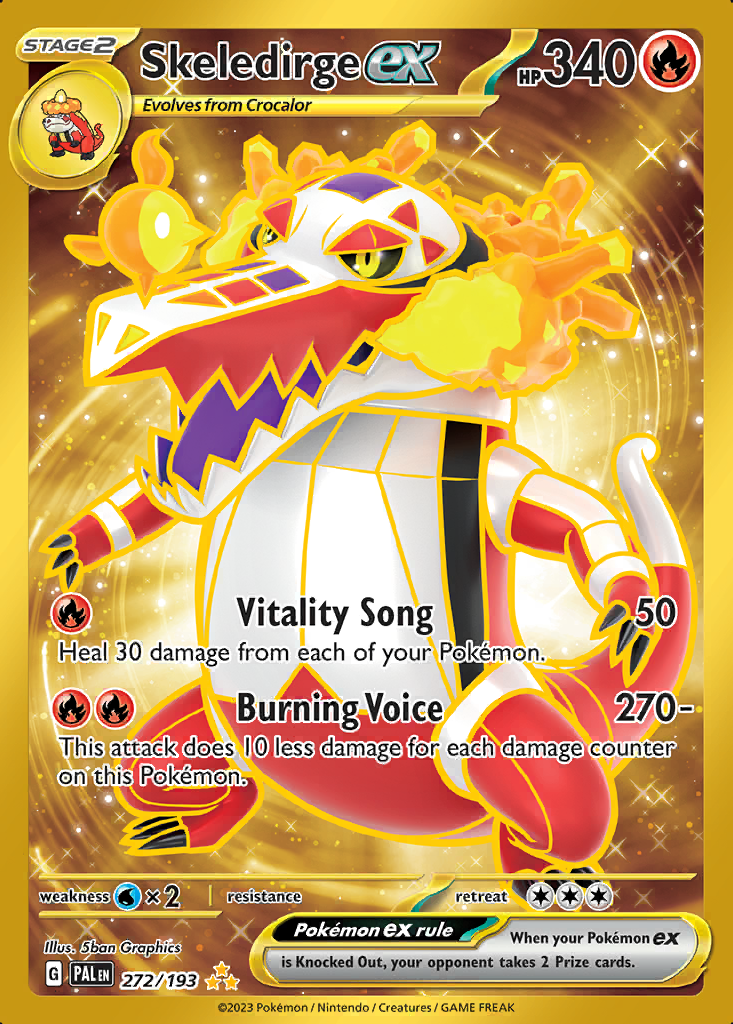 STAGE2
Skeledirge ex
HP 340
Evolves from Crocalor
Vitality Song 50
Heal 30 damage from each of your Pokémon.
Burning Voice 270-
This attack does 10 less damage for each damage counter
on this Pokémon.
weakness ×2 resistance retreat
Pokémon ex rule When your Pokémon ex
is Knocked Out, your opponent takes 2 Prize cards.
Illus. 5ban Graphics
G PAL EN 272/193
©2023 Pokémon / Nintendo / Creatures / GAME FREAK